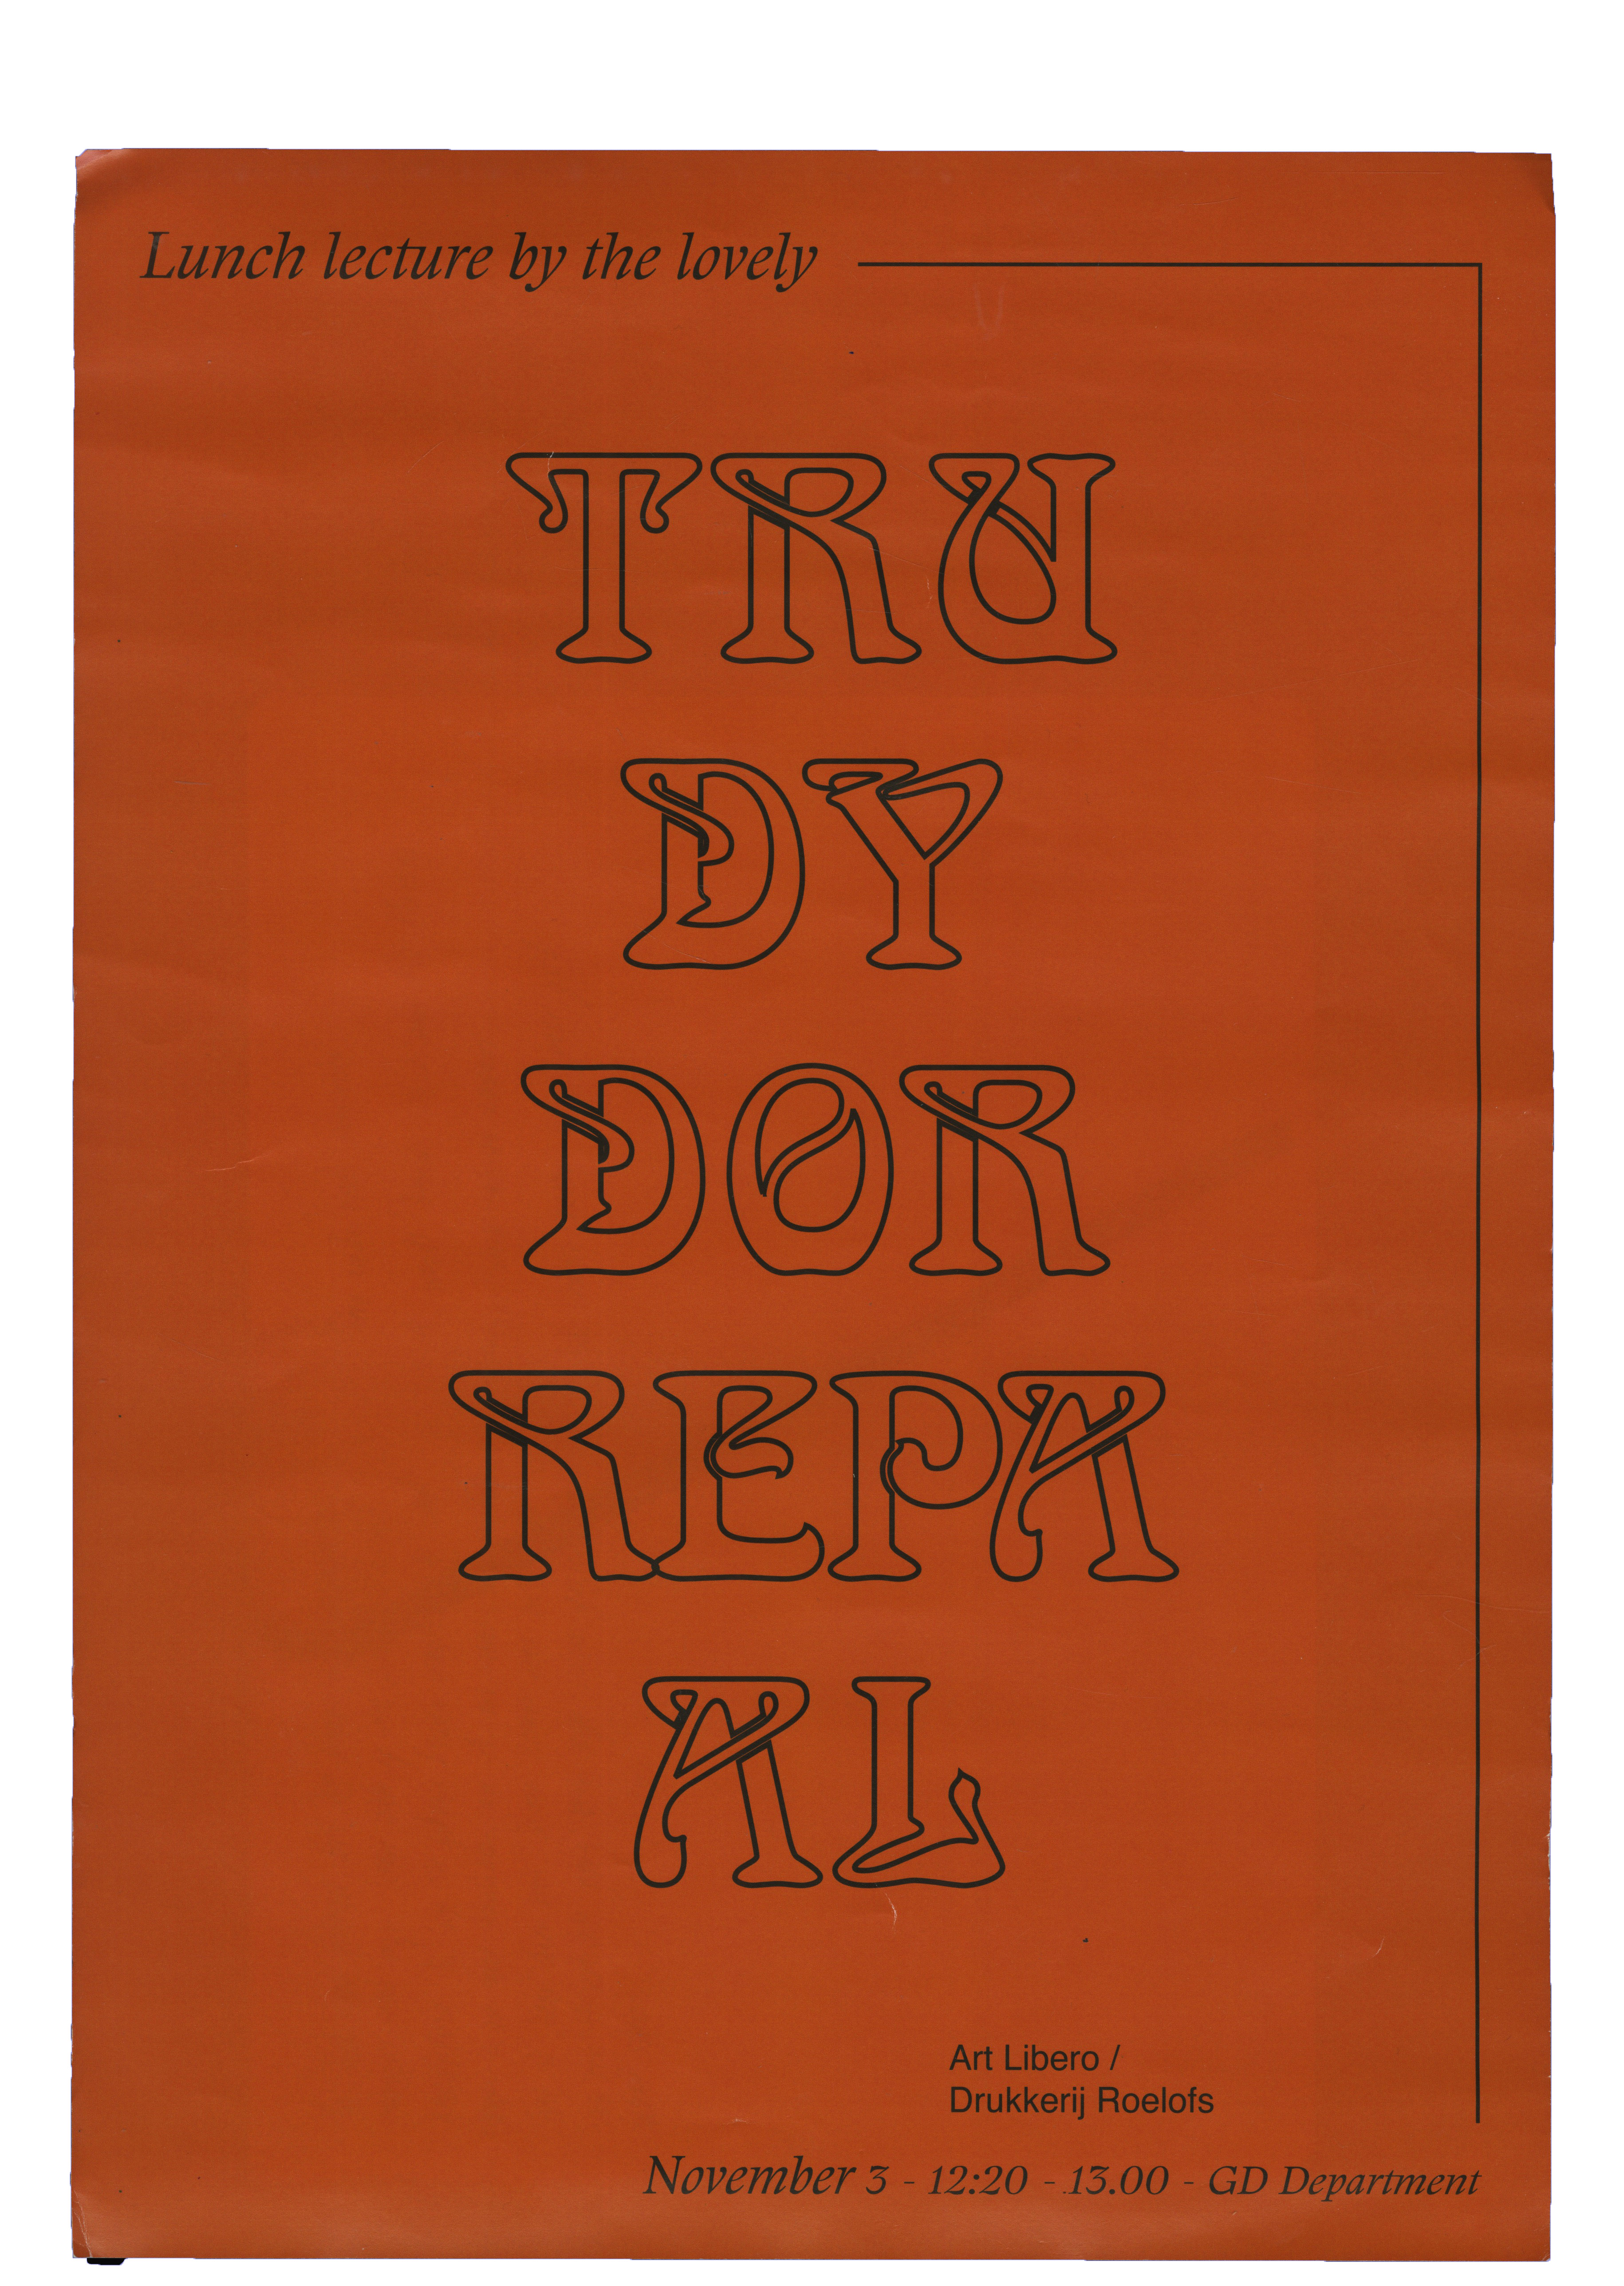 Lunch lecture by the lovely
TRU
DY
DOR
REPA
AL
Art Libero /
Drukkerij Roelofs
November 3 - 12:20 - 13.00 - GD Department